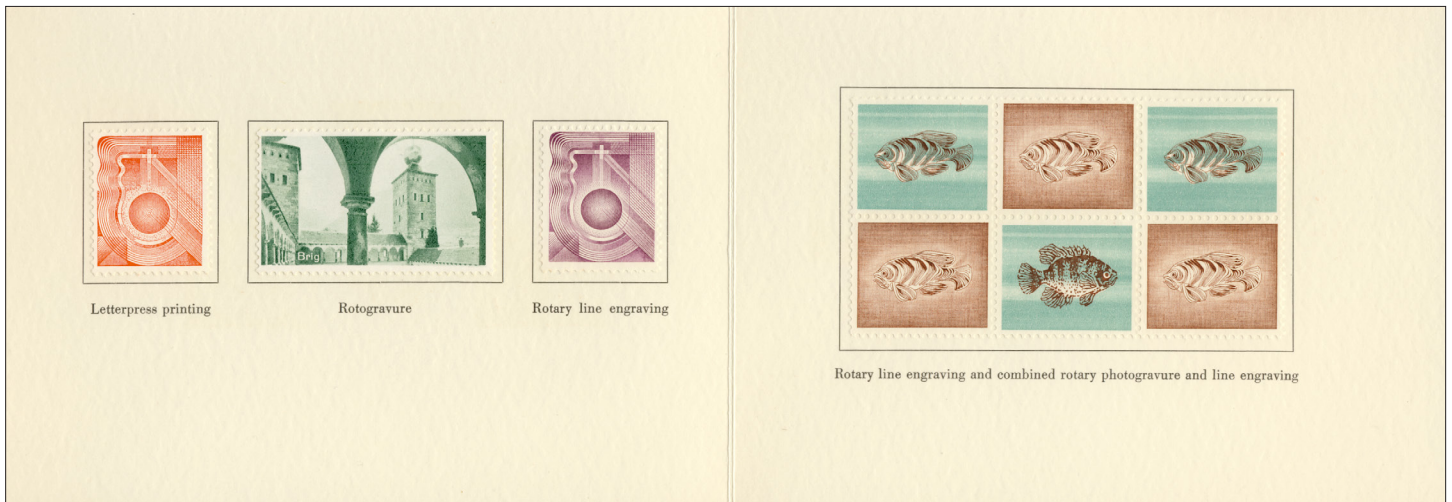 Brig
Letterpress printing
Rotogravure
Rotary line engraving
Rotary line engraving and combined rotary photogravure and line engraving